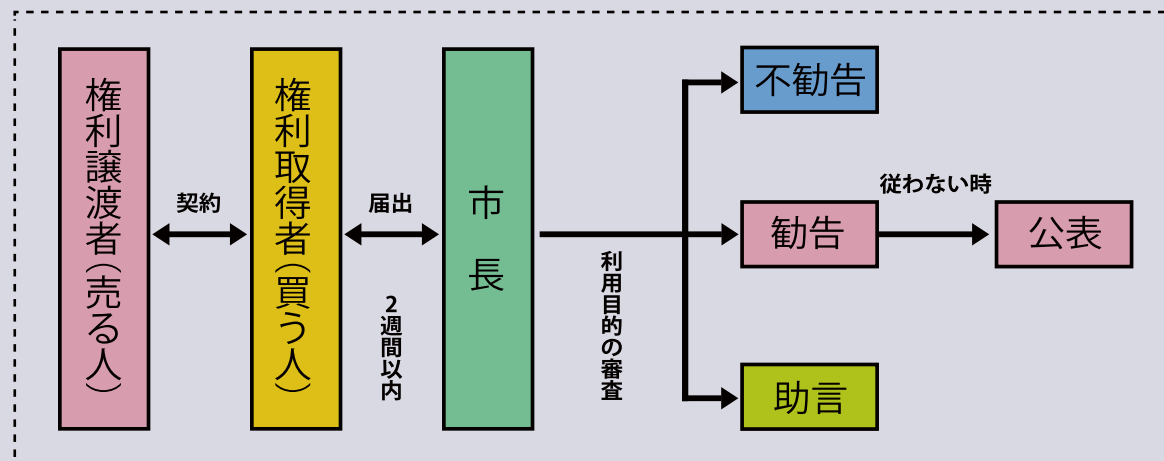 権利譲渡者（売る人）
契約
権利取得者（買う人）
届出
2週間以内
市長
利用目的の審査
不勧告
勧告
従わない時
公表
助言